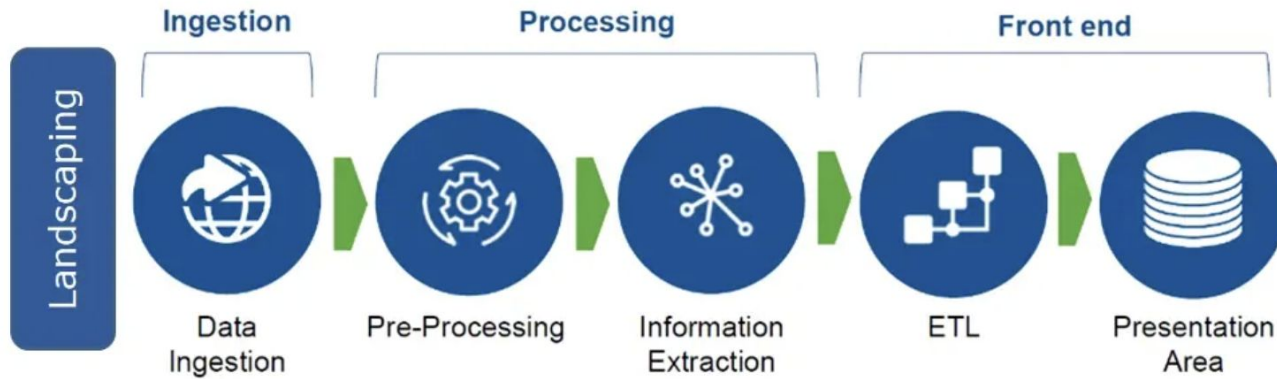 Landscaping
Ingestion
Processing
Front end
Data
Ingestion
Pre-Processing
Information
Extraction
ETL
Presentation
Area